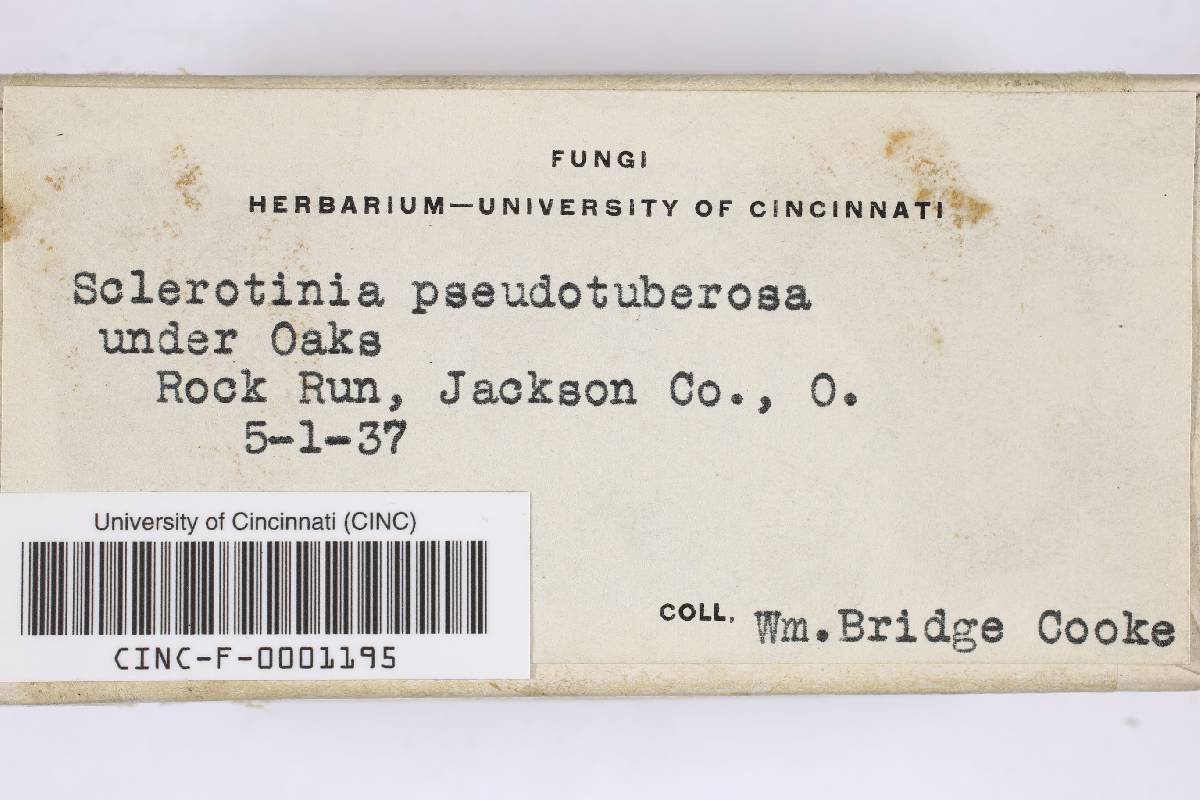 FUNGI
HERBARIUM—UNIVERSITY OF CINCINNATI
Sclerotinia pseudotuberosa
under Oaks
Rock Run, Jackson Co., O.
5-1-37
University of Cincinnati (CINC)
CINC-F-0001195
COLL. Wm.Bridge Cooke